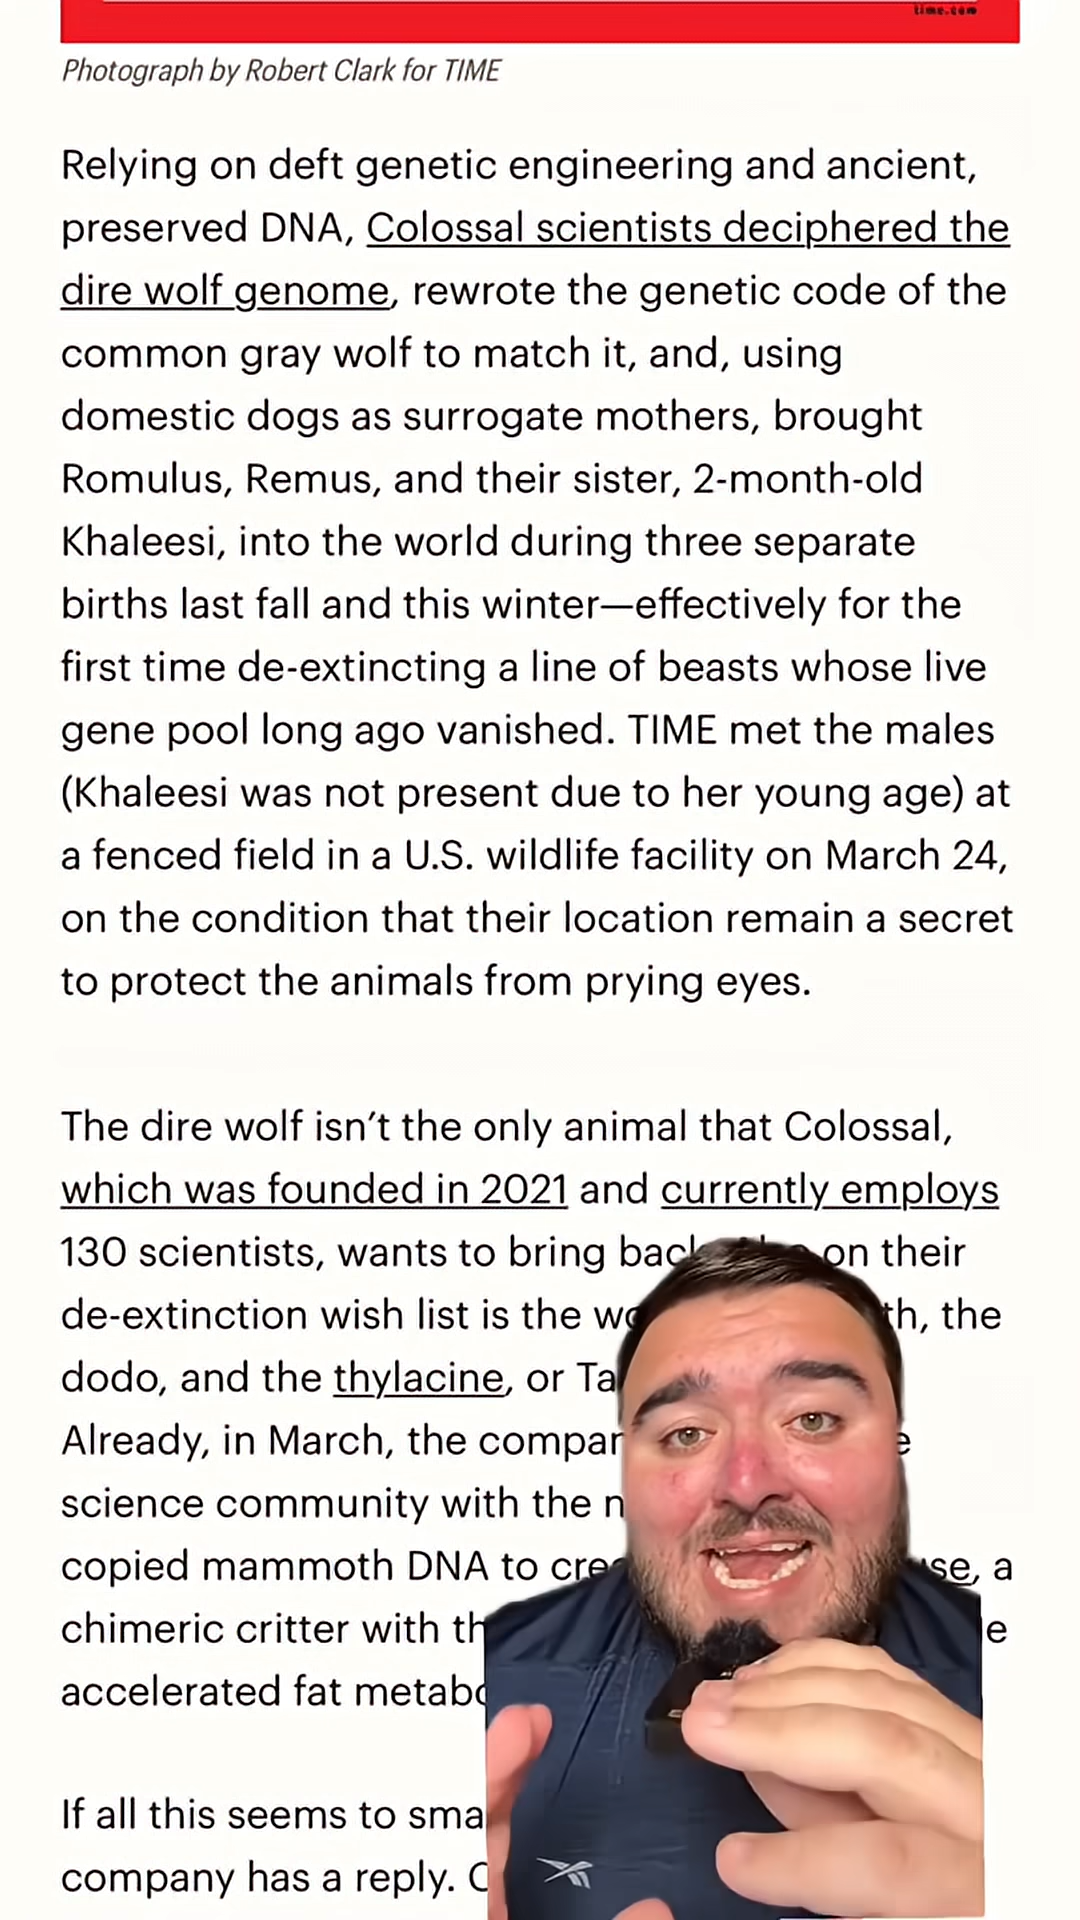 time.com
Photograph by Robert Clark for TIME
Relying on deft genetic engineering and ancient,
preserved DNA, Colossal scientists deciphered the
dire wolf genome, rewrote the genetic code of the
common gray wolf to match it, and, using
domestic dogs as surrogate mothers, brought
Romulus, Remus, and their sister, 2-month-old
Khaleesi, into the world during three separate
births last fall and this winter—effectively for the
first time de-extincting a line of beasts whose live
gene pool long ago vanished. TIME met the males
(Khaleesi was not present due to her young age) at
a fenced field in a U.S. wildlife facility on March 24,
on the condition that their location remain a secret
to protect the animals from prying eyes.
The dire wolf isn’t the only animal that Colossal,
which was founded in 2021 and currently employs
130 scientists, wants to bring on their
de-extinction wish list is the the
dodo, and the thylacine, or
Already, in March, the
science community with the
copied mammoth DNA to a
chimeric critter with
accelerated fat
If all this seems to
company has a reply.